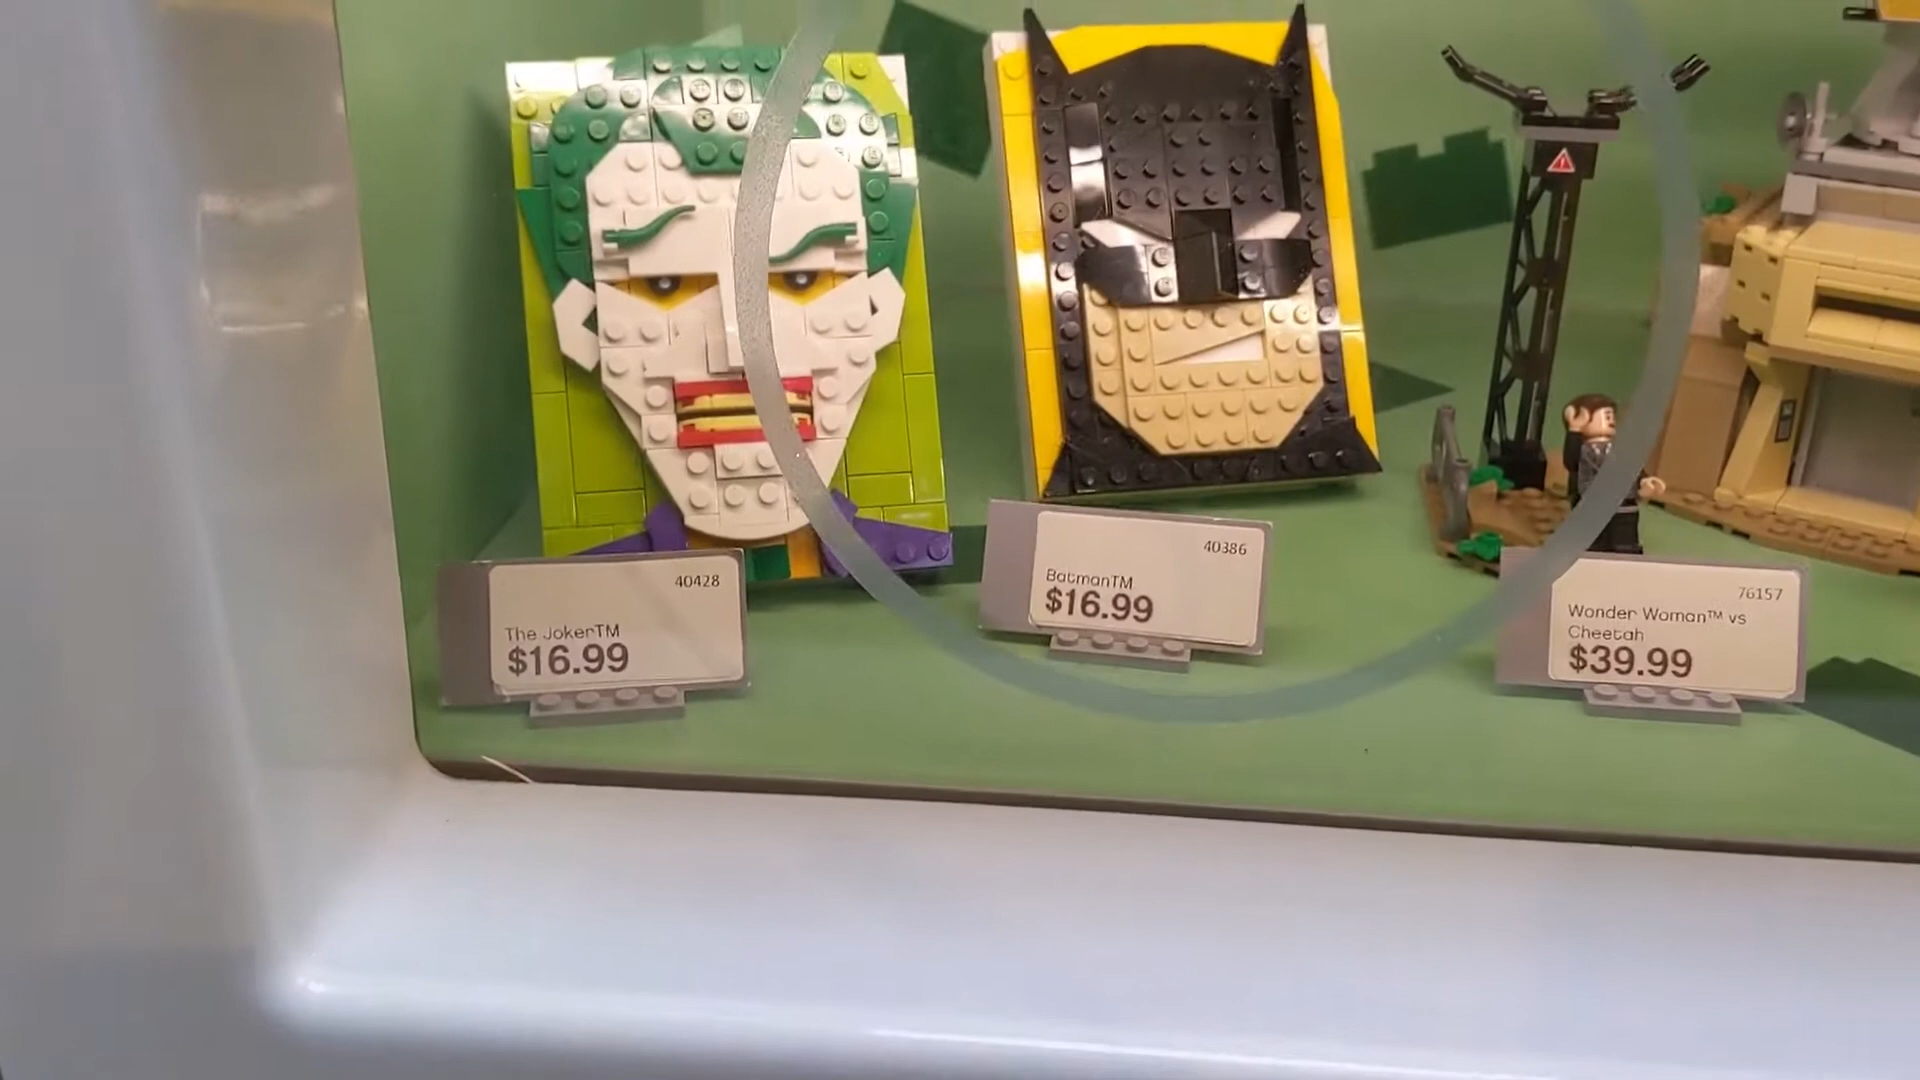 40428
The JokerTM
$16.99
40386
BatmanTM
$16.99
76157
Wonder Woman™ vs
Cheetah
$39.99